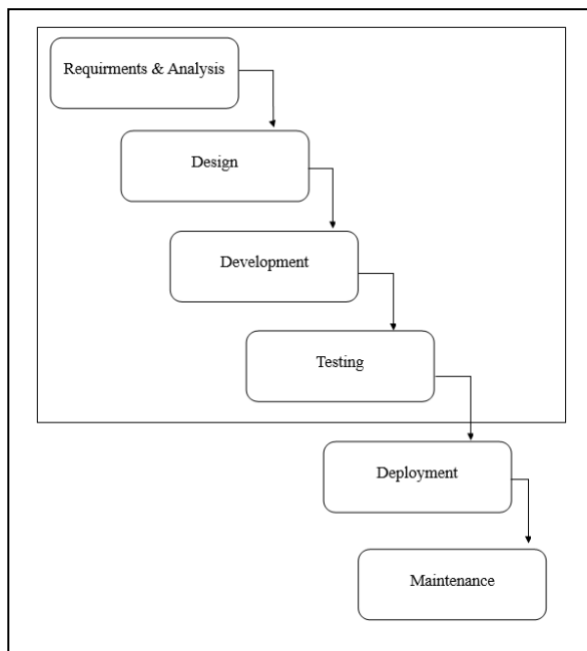 Requirments & Analysis
Design
Development
Testing
Deployment
Maintenance